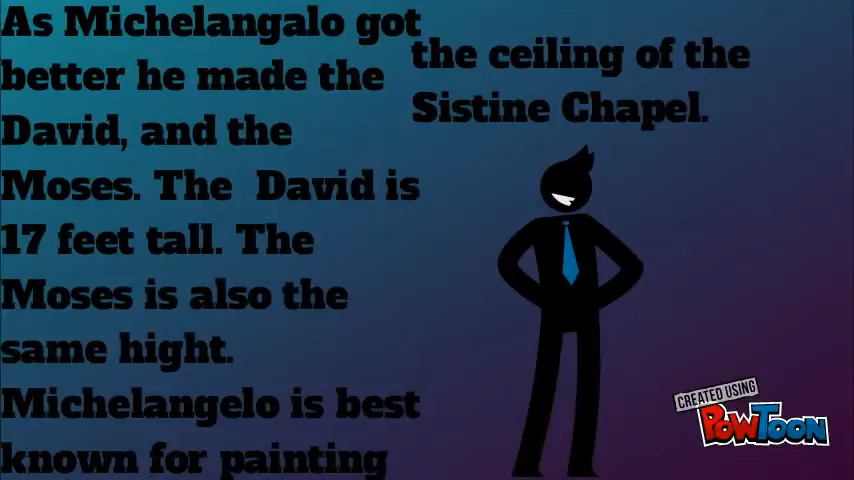 As Michelangalo got
better he made the
David, and the
Moses. The  David is
17 feet tall. The
Moses is also the
same hight.
Michelangelo is best
known for painting
the ceiling of the
Sistine Chapel.
CREATED USING
POWTOON